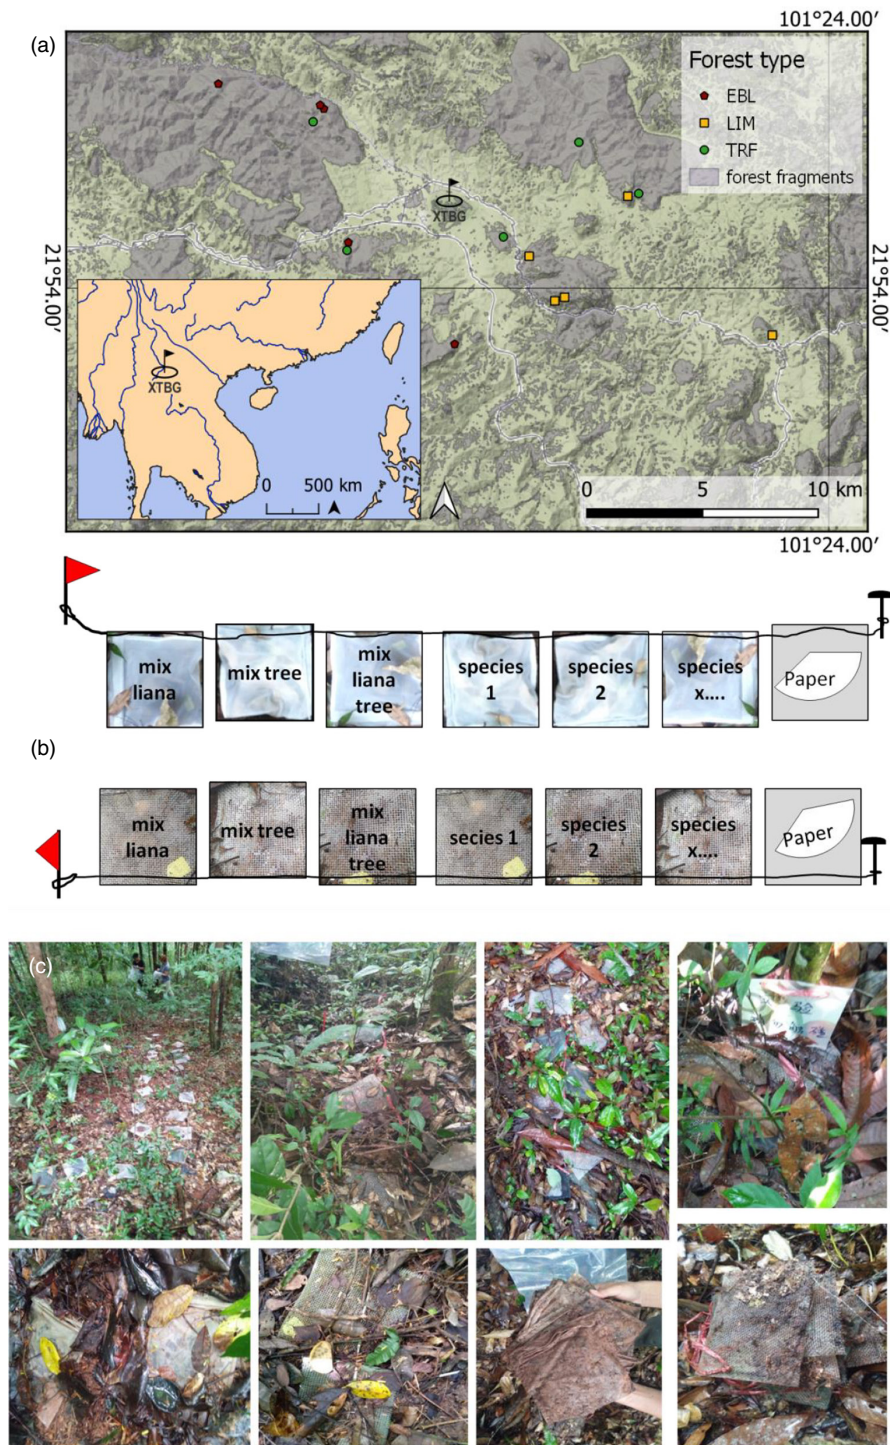 (a)
101°24.00′
Forest type
EBL
LIM
TRF
forest fragments
XTBG
21°54.00′
21°54.00′
XTBG
0 500 km
0 5 10 km
101°24.00′
mix liana
mix tree
mix liana tree
species 1
species 2
species x....
Paper
(b)
mix liana
mix tree
mix liana tree
secies 1
species 2
species x....
Paper
(c)